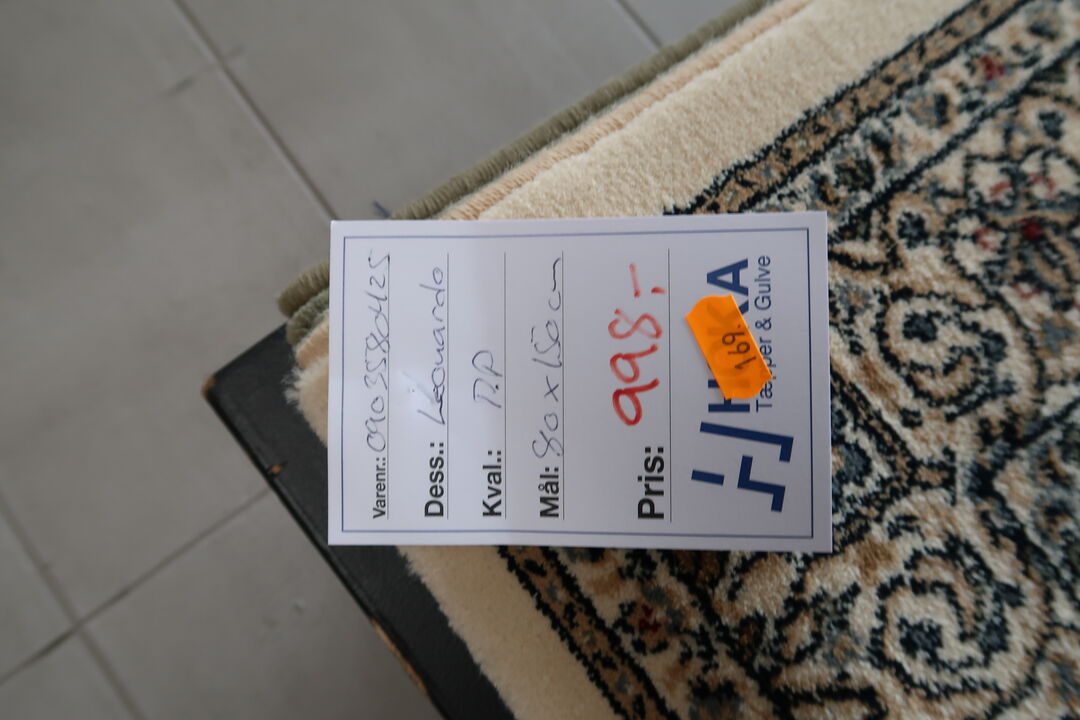 Varenr.: 0903580425
Dess.: Leonardo
Kval.: P.P
Mål: 80 x 150 cm
Pris: 998,-
169.
Tæpper & Gulve